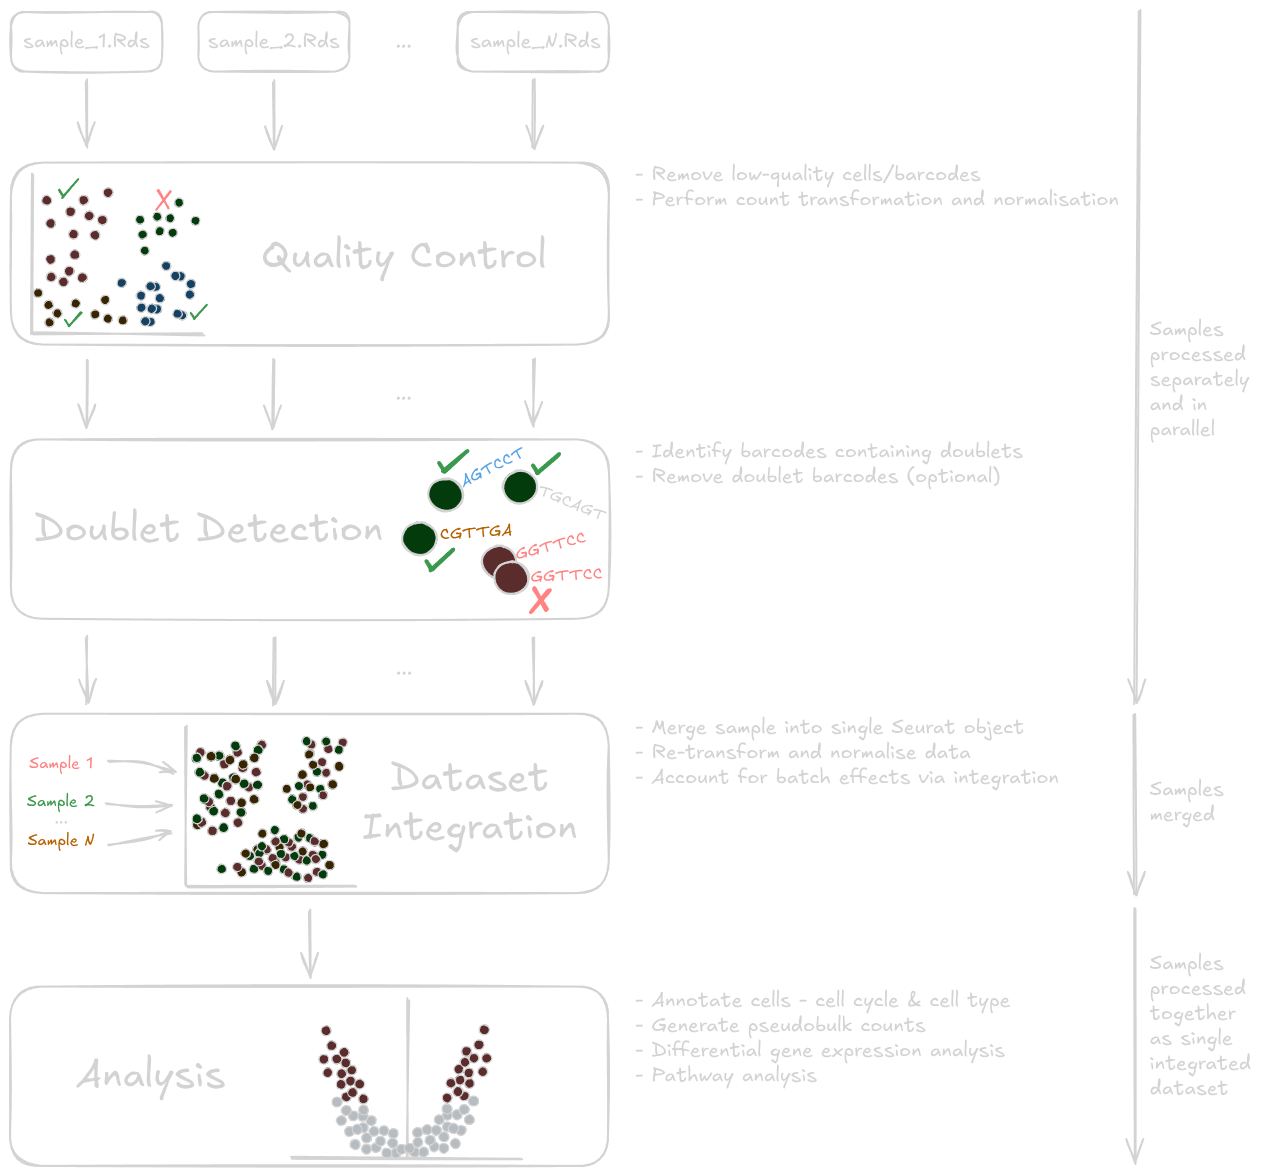 sample_1.Rds
sample_2.Rds
...
sample_N.Rds
Quality Control
- Remove low-quality cells/barcodes
- Perform count transformation and normalisation
Samples
processed
separately
and in
parallel
...
Doublet Detection
AGTCCT
TGCAGT
CGTTGA
GGTTCC
GGTTCC
- Identify barcodes containing doublets
- Remove doublet barcodes (optional)
...
Sample 1
Sample 2
...
Sample N
Dataset
Integration
- Merge sample into single Seurat object
- Re-transform and normalise data
- Account for batch effects via integration
Samples
merged
Analysis
- Annotate cells - cell cycle & cell type
- Generate pseudobulk counts
- Differential gene expression analysis
- Pathway analysis
Samples
processed
together
as single
integrated
dataset